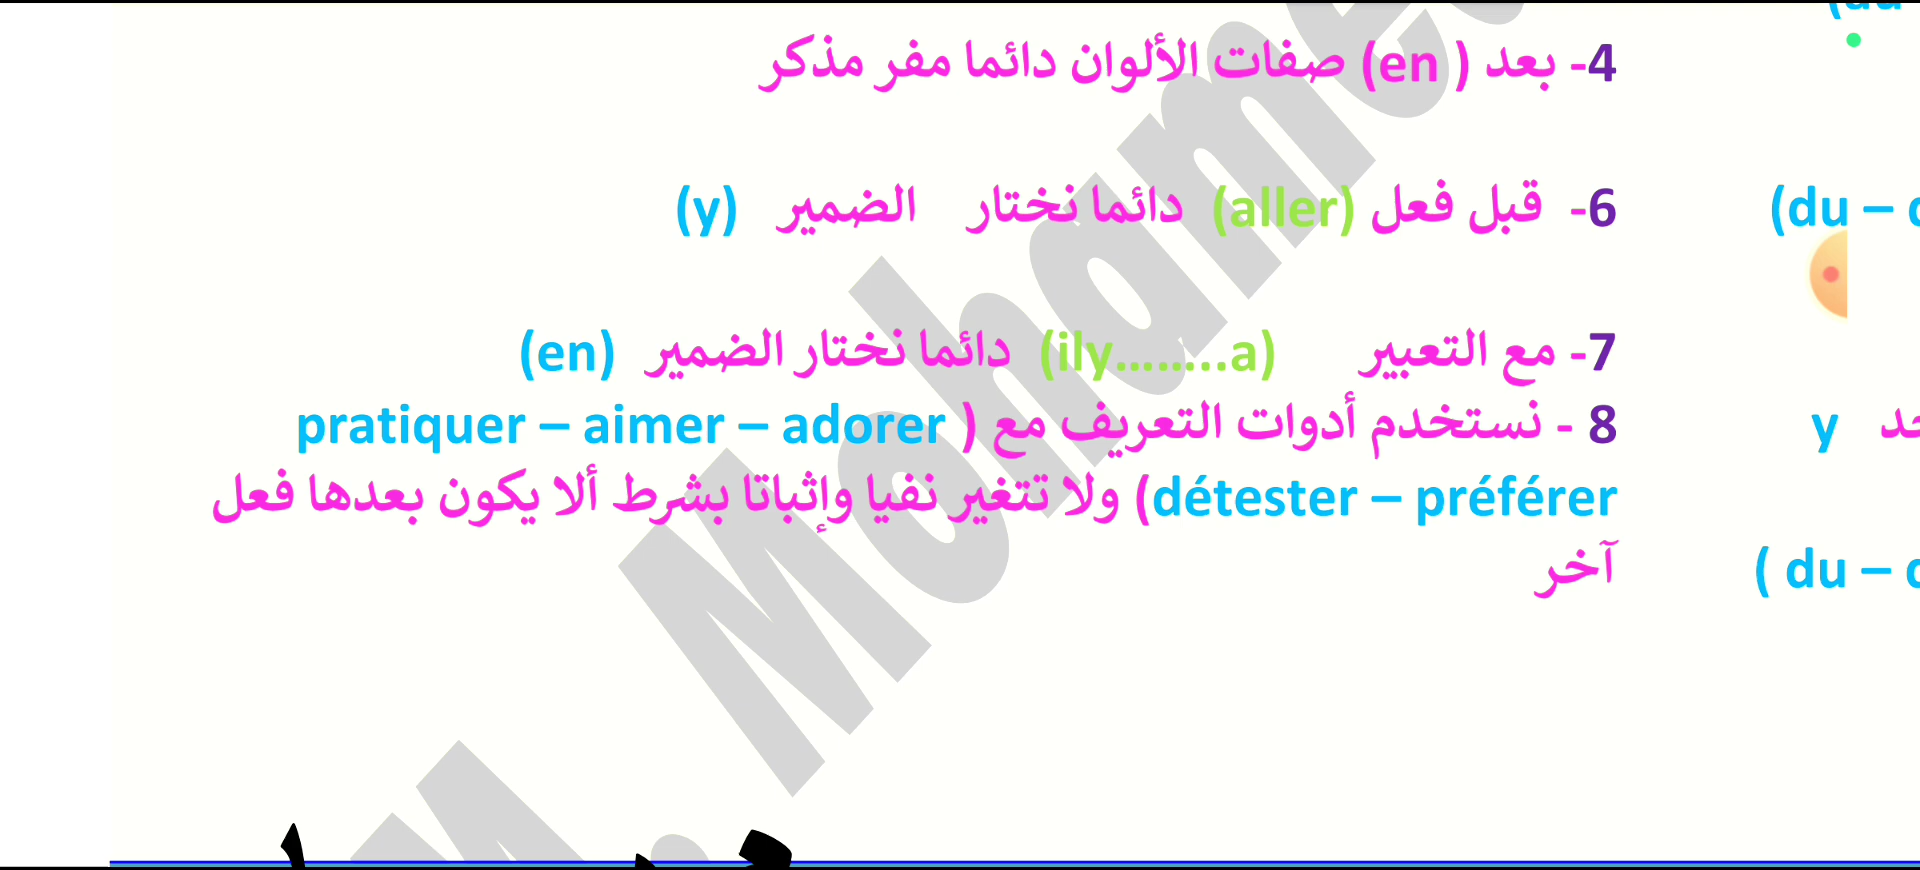 4- بعد ( en) صفات الألوان دائما مفر مذكر
6- قبل فعل (aller) دائما نختار الضمير (y)
(du –
7- مع التعبير (ily........a) دائما نختار الضمير (en)
8 - نستخدم أدوات التعريف مع ( pratiquer – aimer – adorer
y
détester – préférer) ولا تتغير نفيا وإثباتا بشرط ألا يكون بعدها فعل
آخر
( du –
Mohame